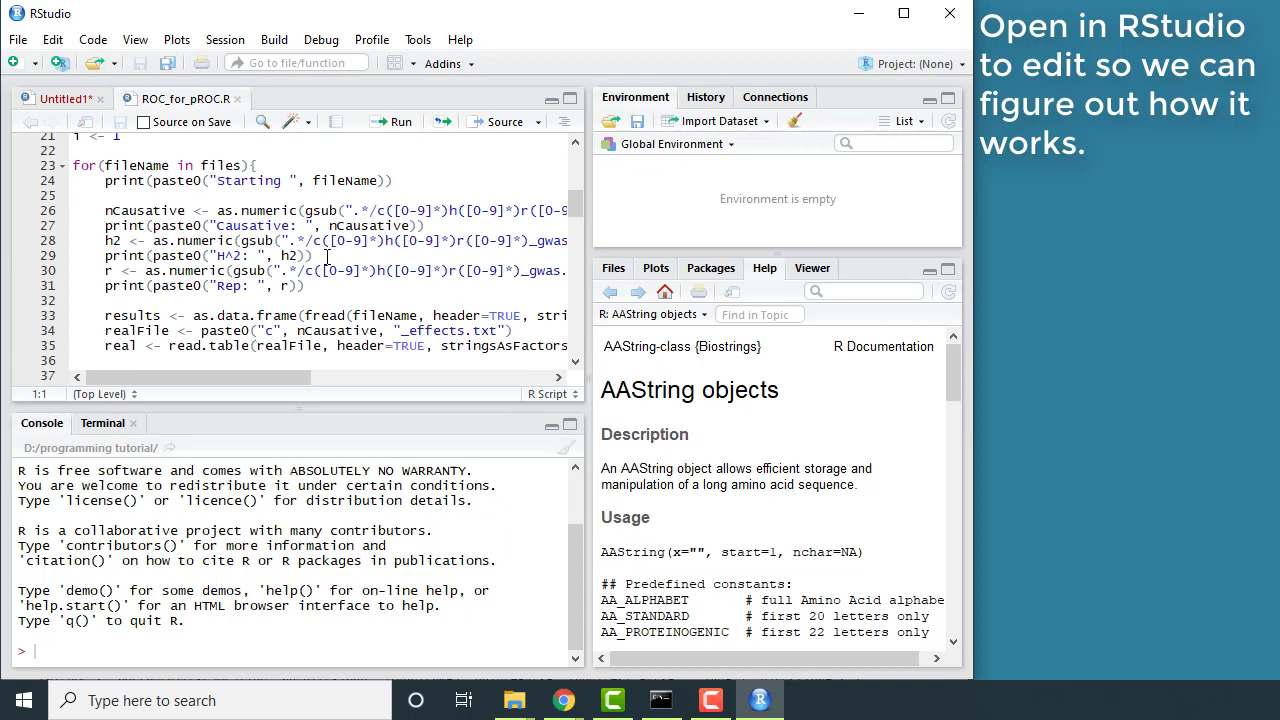 RStudio
File Edit Code View Plots Session Build Debug Profile Tools Help
Go to file/function Addins Project: (None)
Untitled1* ROC_for_pROC.R
Source on Save Run Source
22
23 for(fileName in files){
24 print(paste0("Starting ", fileName))
25
26 nCausative <- as.numeric(gsub(".*/c([0-9]*)h([0-9]*)r([0-9
27 print(paste0("Causative: ", nCausative))
28 h2 <- as.numeric(gsub(".*/c([0-9]*)h([0-9]*)r([0-9]*)_gwas
29 print(paste0("H^2: ", h2))
30 r <- as.numeric(gsub(".*/c([0-9]*)h([0-9]*)r([0-9]*)_gwas.
31 print(paste0("Rep: ", r))
32
33 results <- as.data.frame(fread(fileName, header=TRUE, stri
34 realFile <- paste0("c", nCausative, "_effects.txt")
35 real <- read.table(realFile, header=TRUE, stringsAsFactors
36
37
1:1 (Top Level) R Script
Console Terminal
D:/programming tutorial/
R is free software and comes with ABSOLUTELY NO WARRANTY.
You are welcome to redistribute it under certain conditions.
Type 'license()' or 'licence()' for distribution details.
R is a collaborative project with many contributors.
Type 'contributors()' for more information and
'citation()' on how to cite R or R packages in publications.
Type 'demo()' for some demos, 'help()' for on-line help, or
'help.start()' for an HTML browser interface to help.
Type 'q()' to quit R.
>
Environment History Connections
Import Dataset List
Global Environment
Environment is empty
Files Plots Packages Help Viewer
R: AAString objects Find in Topic
AAString-class {Biostrings} R Documentation
AAString objects
Description
An AAString object allows efficient storage and
manipulation of a long amino acid sequence.
Usage
AAString(x="", start=1, nchar=NA)
## Predefined constants:
AA_ALPHABET # full Amino Acid alphabe
AA_STANDARD # first 20 letters only
AA_PROTEINOGENIC # first 22 letters only
Open in RStudio
to edit so we can
figure out how it
works.
Type here to search